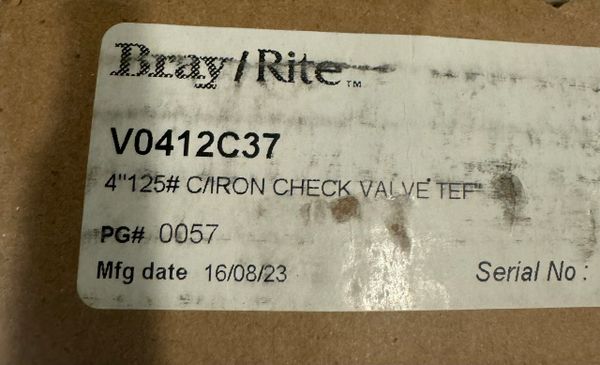 Bray/Rite™
V0412C37
4"125# C/IRON CHECK VALVE TEF"
PG# 0057
Mfg date 16/08/23
Serial No :